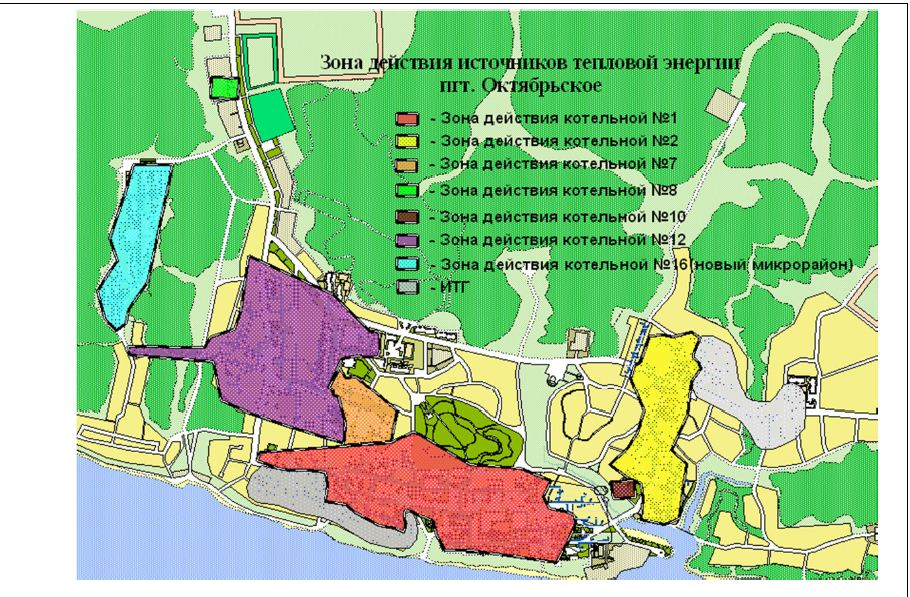 Зона действия источников тепловой энергии
пгт. Октябрьское
- Зона действия котельной №1
- Зона действия котельной №2
- Зона действия котельной №7
- Зона действия котельной №8
- Зона действия котельной №10
- Зона действия котельной №12
- Зона действия котельной №16(новый микрорайон)
- ИТГ